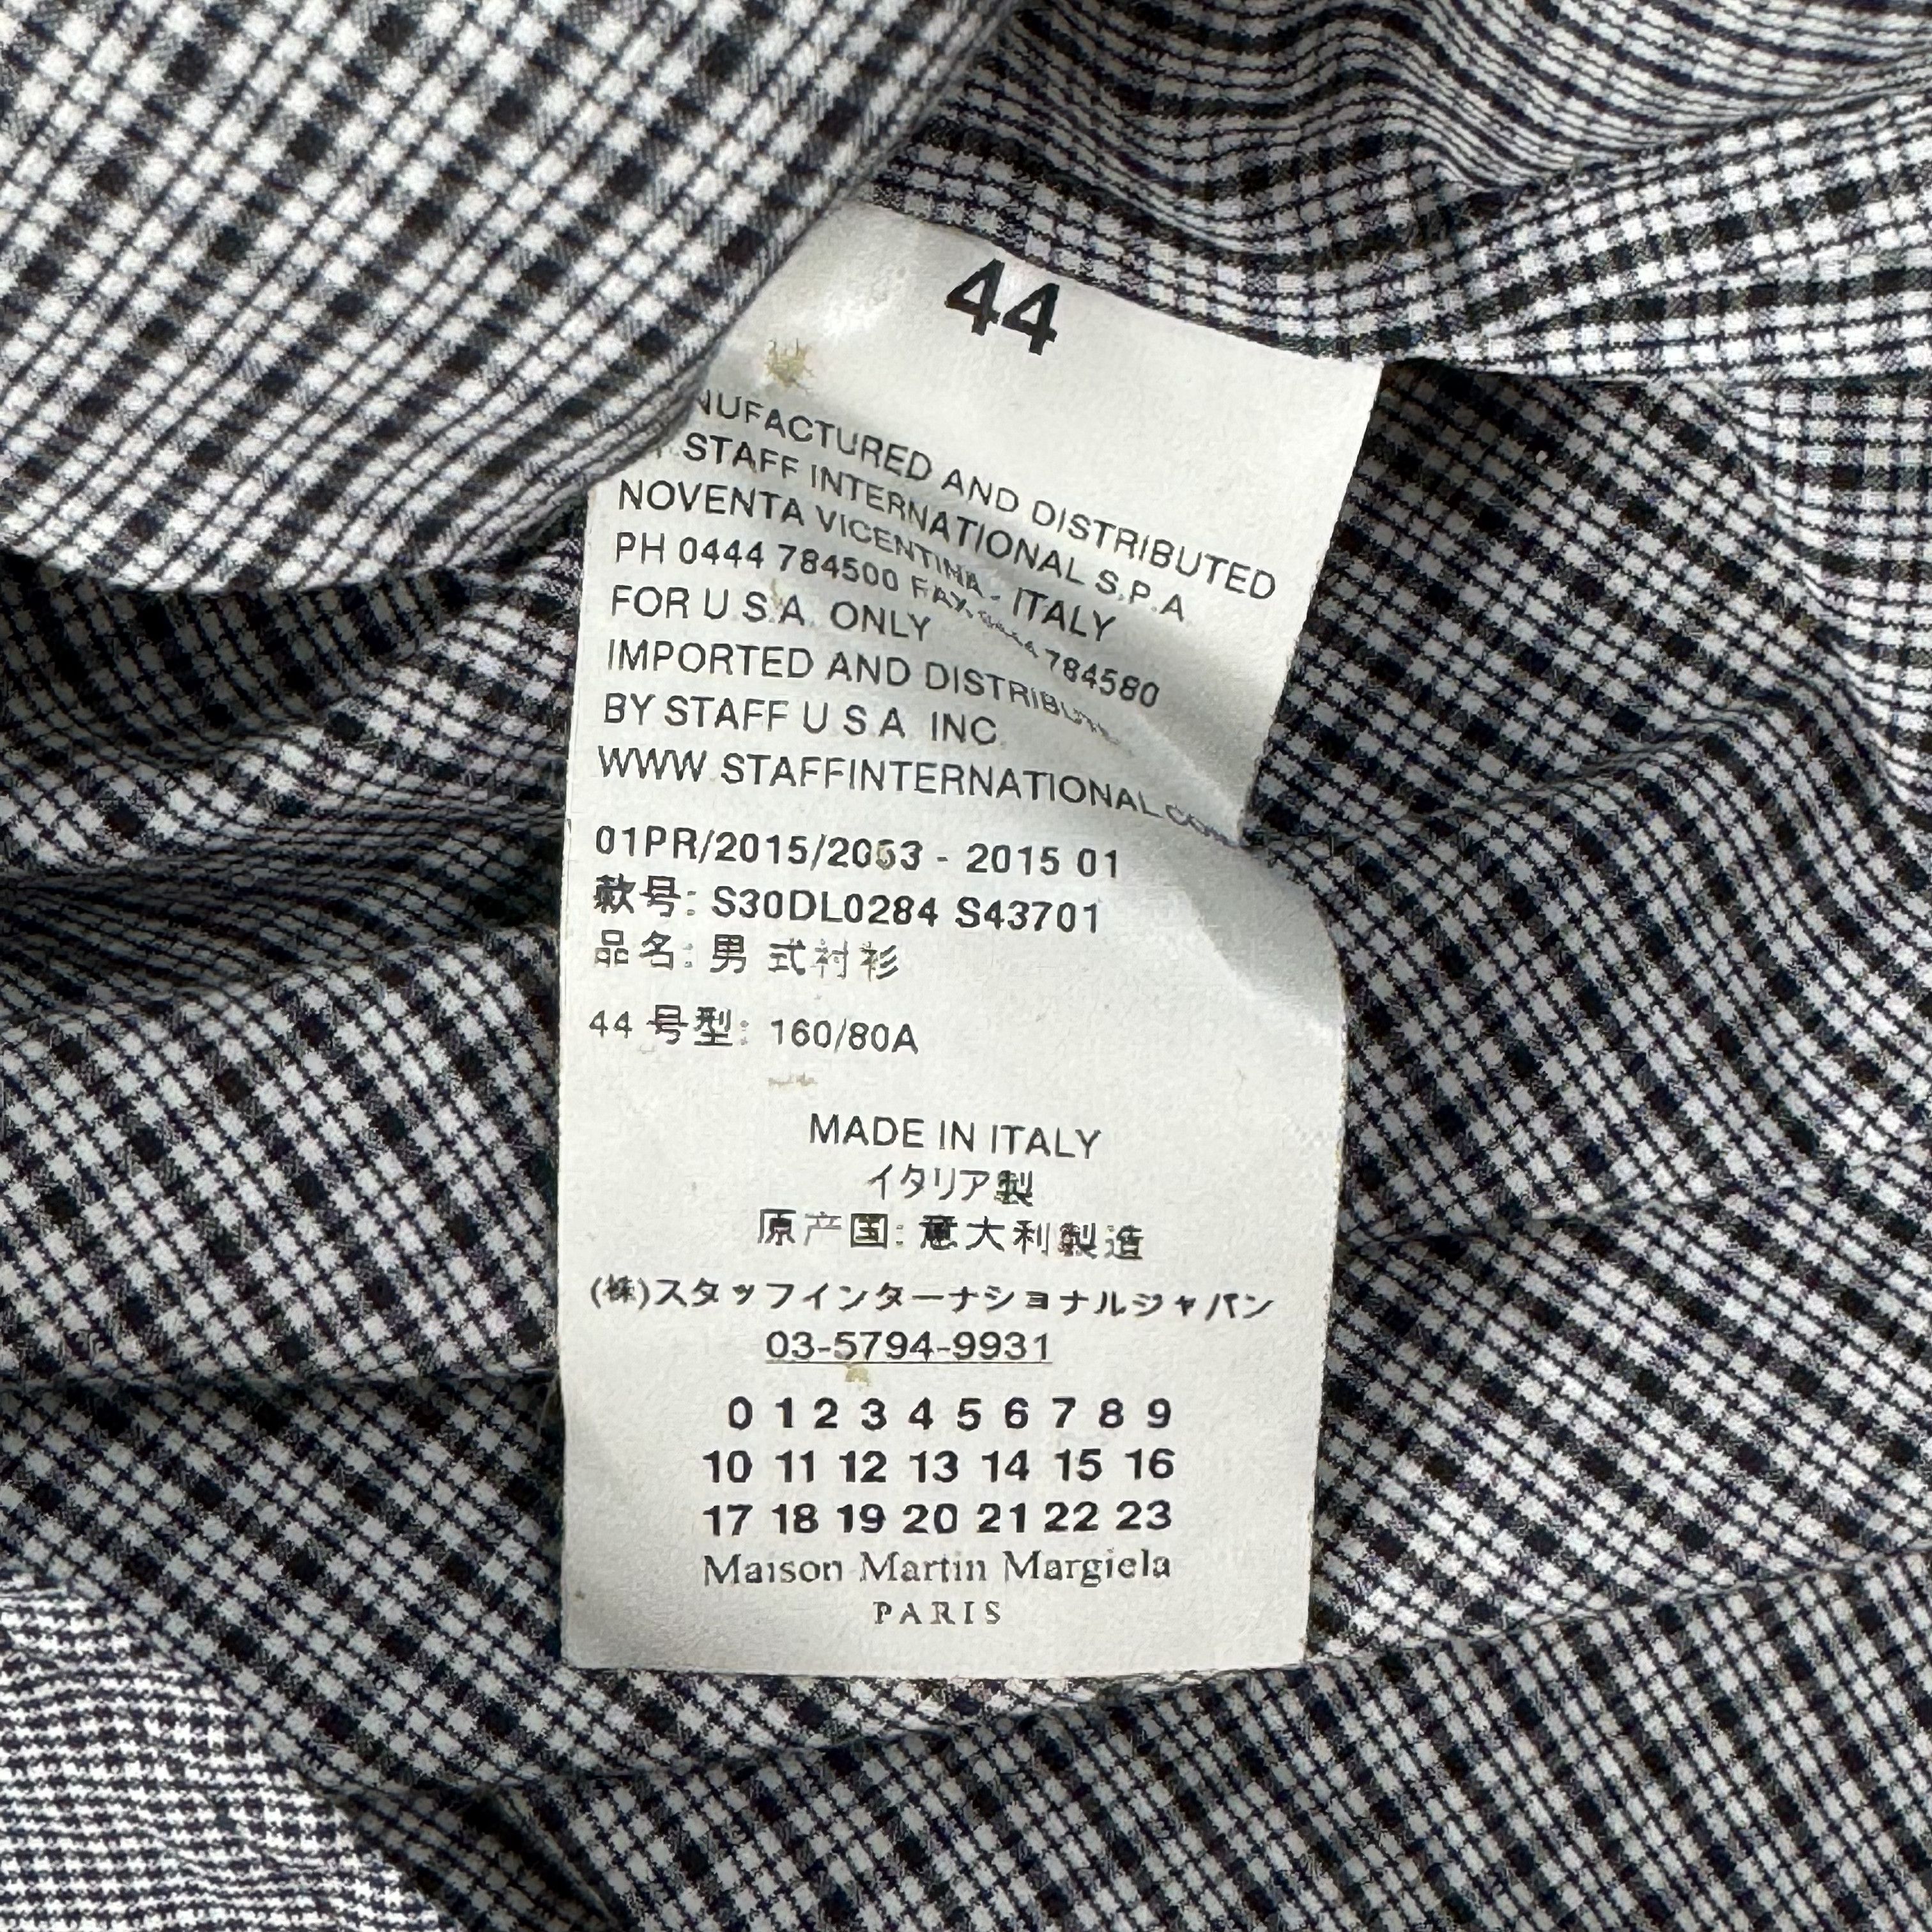 44
NUFACTURED AND DISTRIBUTED
STAFF INTERNATIONAL S.P.A
NOVENTA VICENTINA - ITALY
PH 0444 784500 FAX 784580
FOR U.S.A. ONLY
IMPORTED AND
BY STAFF U S A INC
WWW STAFFINTERNATIONAL.COM
01PR/2015/2053 - 2015 01
款号: S30DL0284 S43701
品名: 男 式衬衫
44 号型: 160/80A
MADE IN ITALY
イタリア製
原产国: 意大利製造
(株)スタッフインターナショナルジャパン
03-5794-9931
0 1 2 3 4 5 6 7 8 9
10 11 12 13 14 15 16
17 18 19 20 21 22 23
Maison Martin Margiela
PARIS